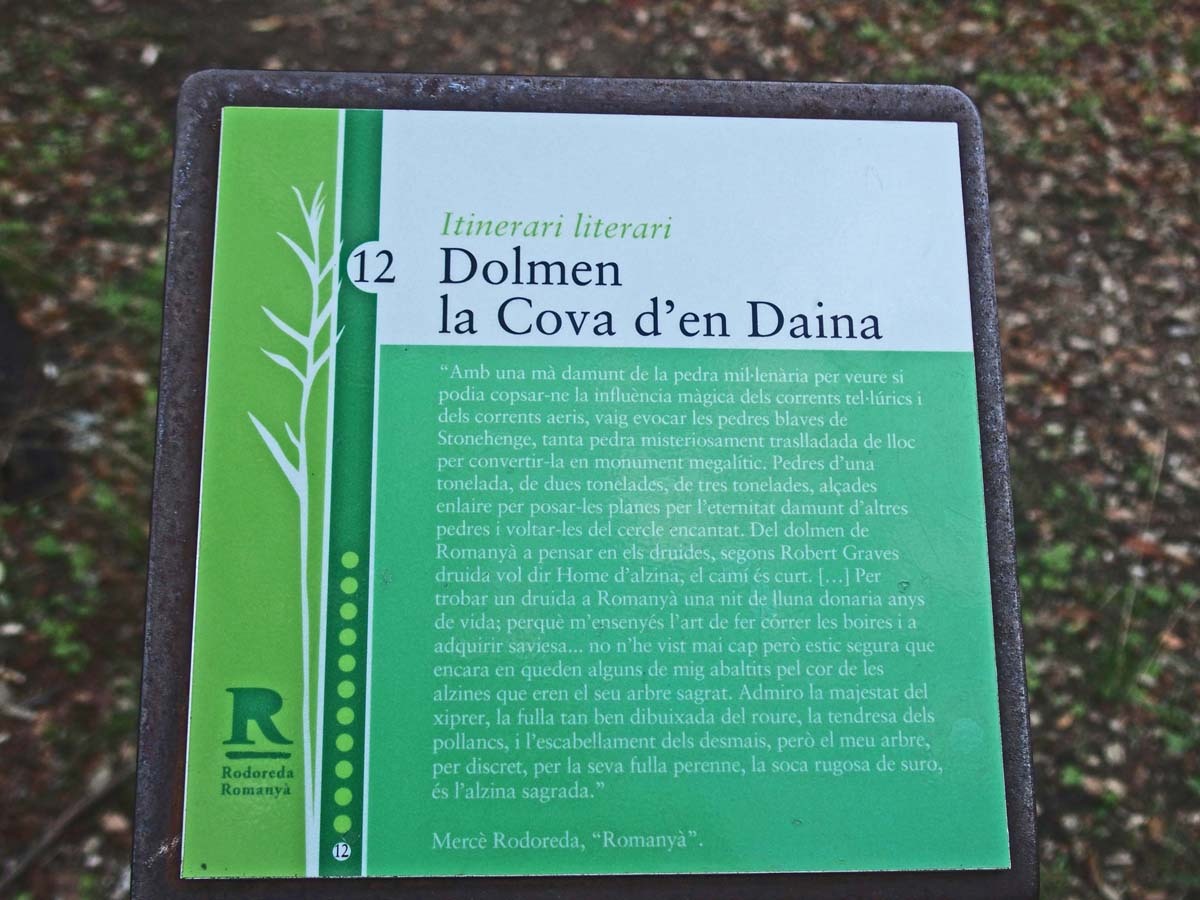 Itinerari literari
12
Dolmen
la Cova d'en Daina
“Amb una mà damunt de la pedra mil·lenària per veure si
podia copsar-ne la influència màgica dels corrents tel·lúrics i
dels corrents aeris, vaig evocar les pedres blaves de
Stonehenge, tanta pedra misteriosament traslladada de lloc
per convertir-la en monument megalític. Pedres d'una
tonelada, de dues tonelades, de tres tonelades, alçades
enlaire per posar-les planes per l'eternitat damunt d'altres
pedres i voltar-les del cercle encantat. Del dolmen de
Romanyà a pensar en els druides, segons Robert Graves
druida vol dir Home d'alzina, el camí és curt. [...] Per
trobar un druida a Romanyà una nit de lluna donaria anys
de vida; perquè m'ensenyés l'art de fer córrer les boires i a
adquirir saviesa... no n'he vist mai cap però estic segura que
encara en queden alguns de mig abaltits pel cor de les
alzines que eren el seu arbre sagrat. Admiro la majestat del
xiprer, la fulla tan ben dibuixada del roure, la tendresa dels
pollancs, i l'escabellament dels desmais, però el meu arbre,
per discret, per la seva fulla perenne, la soca rugosa de suro,
és l'alzina sagrada.”
Mercè Rodoreda, “Romanyà”.
R
Rodoreda
Romanyà
12